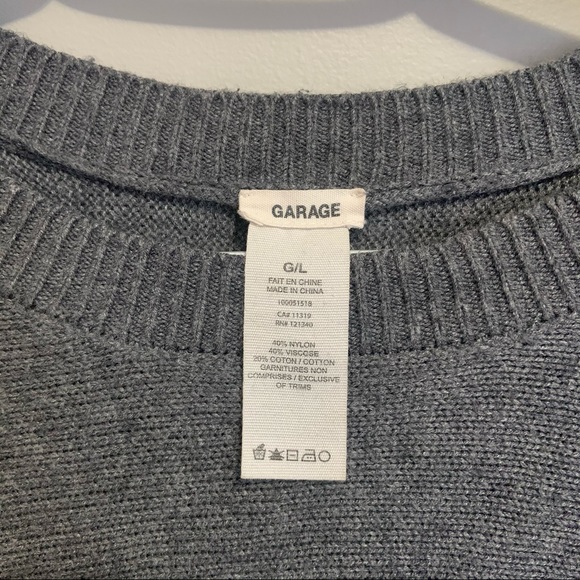 GARAGE
G/L
FAIT EN CHINE
MADE IN CHINA
100051518
CA# 11319
RN# 121340
40% NYLON
40% VISCOSE
20% COTON / COTTON
GARNITURES NON
COMPRISES / EXCLUSIVE
OF TRIMS